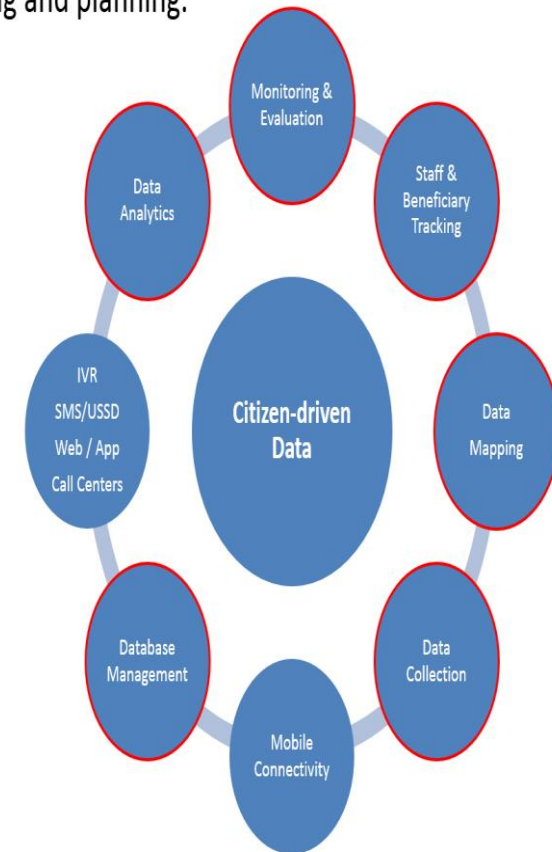 and planning.
Monitoring &
Evaluation
Staff &
Beneficiary
Tracking
Data
Mapping
Data
Collection
Mobile
Connectivity
Database
Management
IVR
SMS/USSD
Web / App
Call Centers
Data
Analytics
Citizen-driven
Data